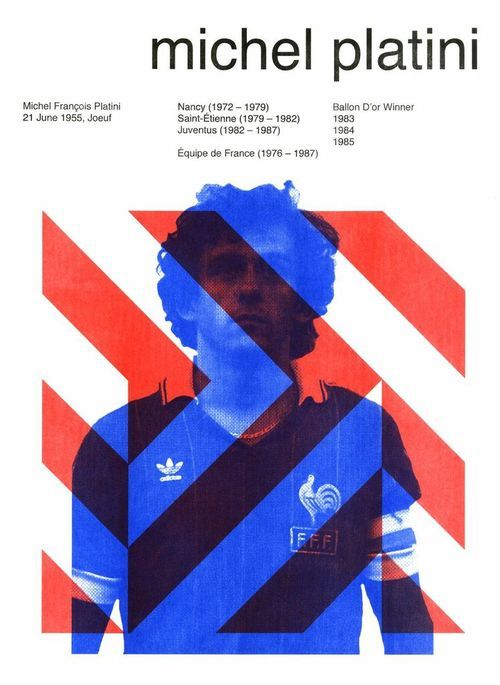 michel platini
Michel François Platini
21 June 1955, Joeuf
Nancy (1972 – 1979)
Saint-Étienne (1979 – 1982)
Juventus (1982 – 1987)
Équipe de France (1976 – 1987)
Ballon D'or Winner
1983
1984
1985
adidas
F.F.F.